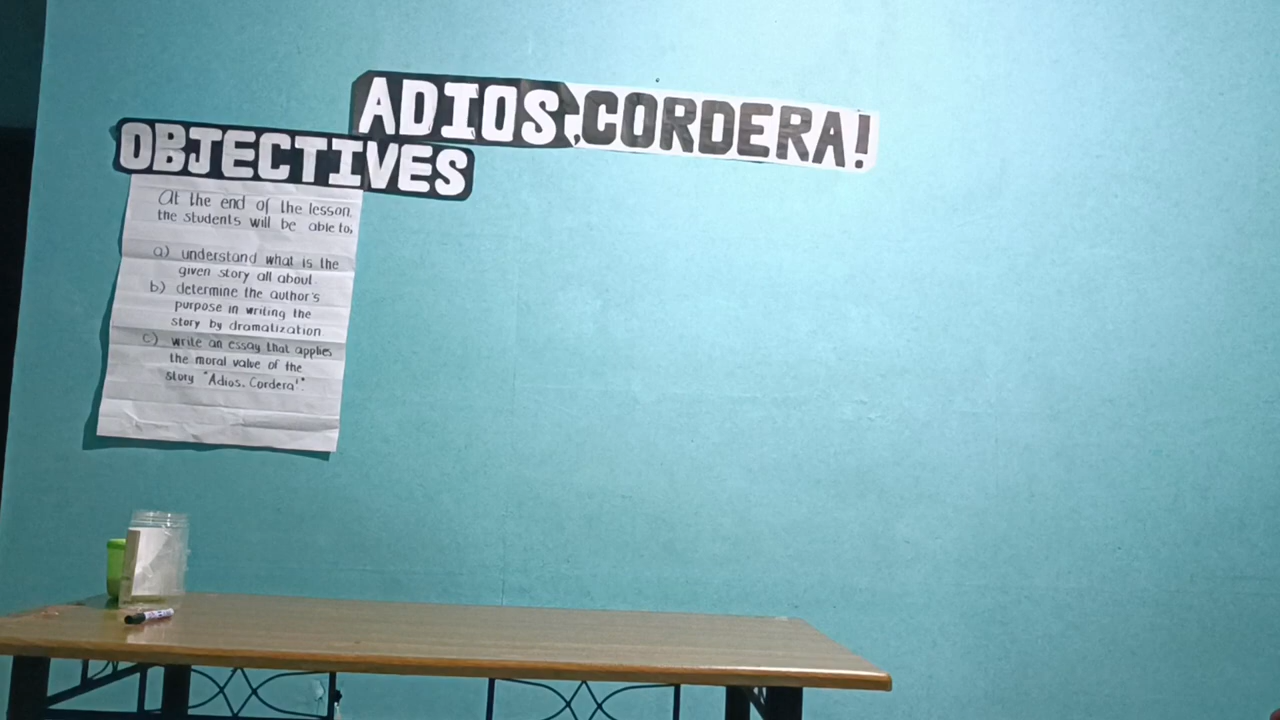 ADIOS, CORDERA!
OBJECTIVES
At the end of the lesson,
the students will be able to;
a) understand what is the
given story all about.
b) determine the author's
purpose in writing the
story by dramatization.
c) write an essay that applies
the moral value of the
story "Adios, Cordera!".